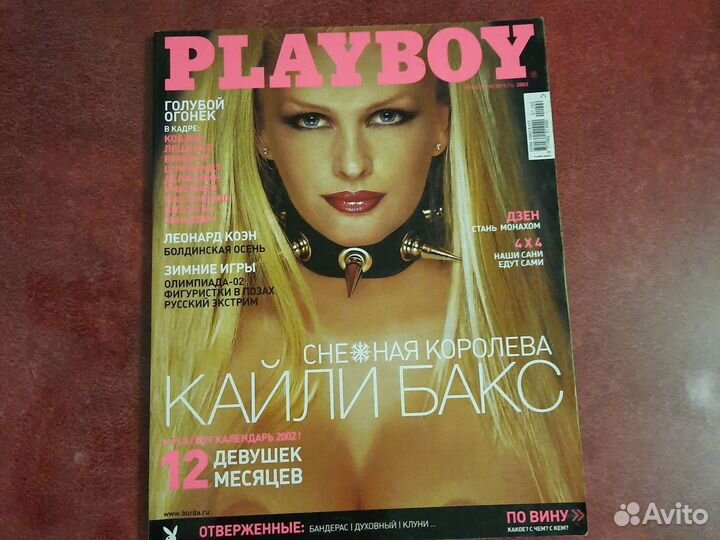 PLAYBOY
2002
ГОЛУБОЙ
ОГОНЕК
В КАДРЕ:
ЛЕОНАРД КОЭН
БОЛДИНСКАЯ ОСЕНЬ
ЗИМНИЕ ИГРЫ
ОЛИМПИАДА-02
ФИГУРИСТКИ В ПОЗАХ
РУССКИЙ ЭКСТРИМ
ДЗЕН
СТАНЬ МОНАХОМ
4 X 4
НАШИ САНИ
ЕДУТ САМИ
СНЕЖНАЯ КОРОЛЕВА
КАЙЛИ БАКС
КАЛЕНДАРЬ 2002!
12 ДЕВУШЕК
МЕСЯЦЕВ
www.burda.ru
ОТВЕРЖЕННЫЕ: БАНДЕРАС | ДУХОВНЫЙ | КЛУНИ ...
ПО ВИНУ >>
КАКОЕ? С ЧЕМ? С КЕМ?
Avito